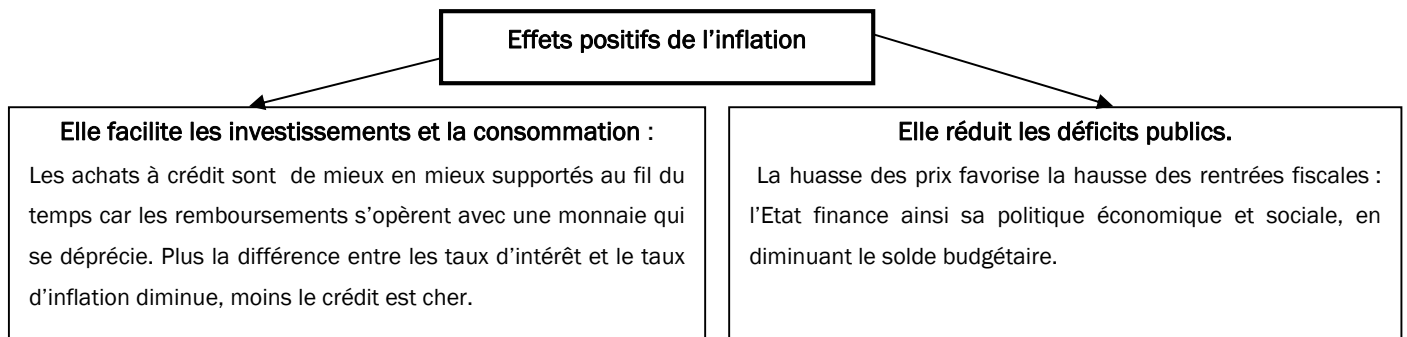 Effets positifs de l’inflation
Elle facilite les investissements et la consommation :
Les achats à crédit sont de mieux en mieux supportés au fil du
temps car les remboursements s’opèrent avec une monnaie qui
se déprécie. Plus la différence entre les taux d’intérêt et le taux
d’inflation diminue, moins le crédit est cher.
Elle réduit les déficits publics.
La huasse des prix favorise la hausse des rentrées fiscales :
l’Etat finance ainsi sa politique économique et sociale, en
diminuant le solde budgétaire.